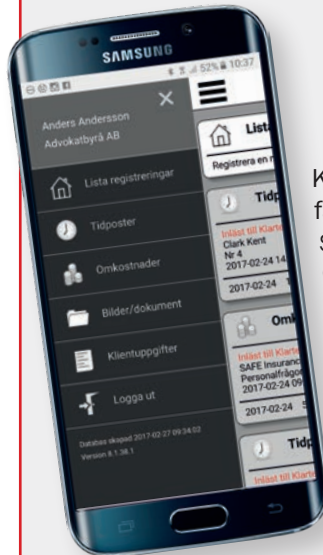 SAMSUNG
52% 10:37
Anders Andersson
Advokatbyrå AB
Lista registreringar
Tidposter
Omkostnader
Bilder/dokument
Klientuppgifter
Logga ut
Databas skapad 2017-02-27 09:34:02
Version 8.1.38.1
List
Registrera en n
Tidp
Inläst till Klarte
Clark Kent
Nr 4
2017-02-24 14
2017-02-24
Omk
Inläst till Klarte
SAFE Insuranc
Personalfrågor
2017-02-24 09
2017-02-24
Tidp
Inläst till Klarte
K
f
S